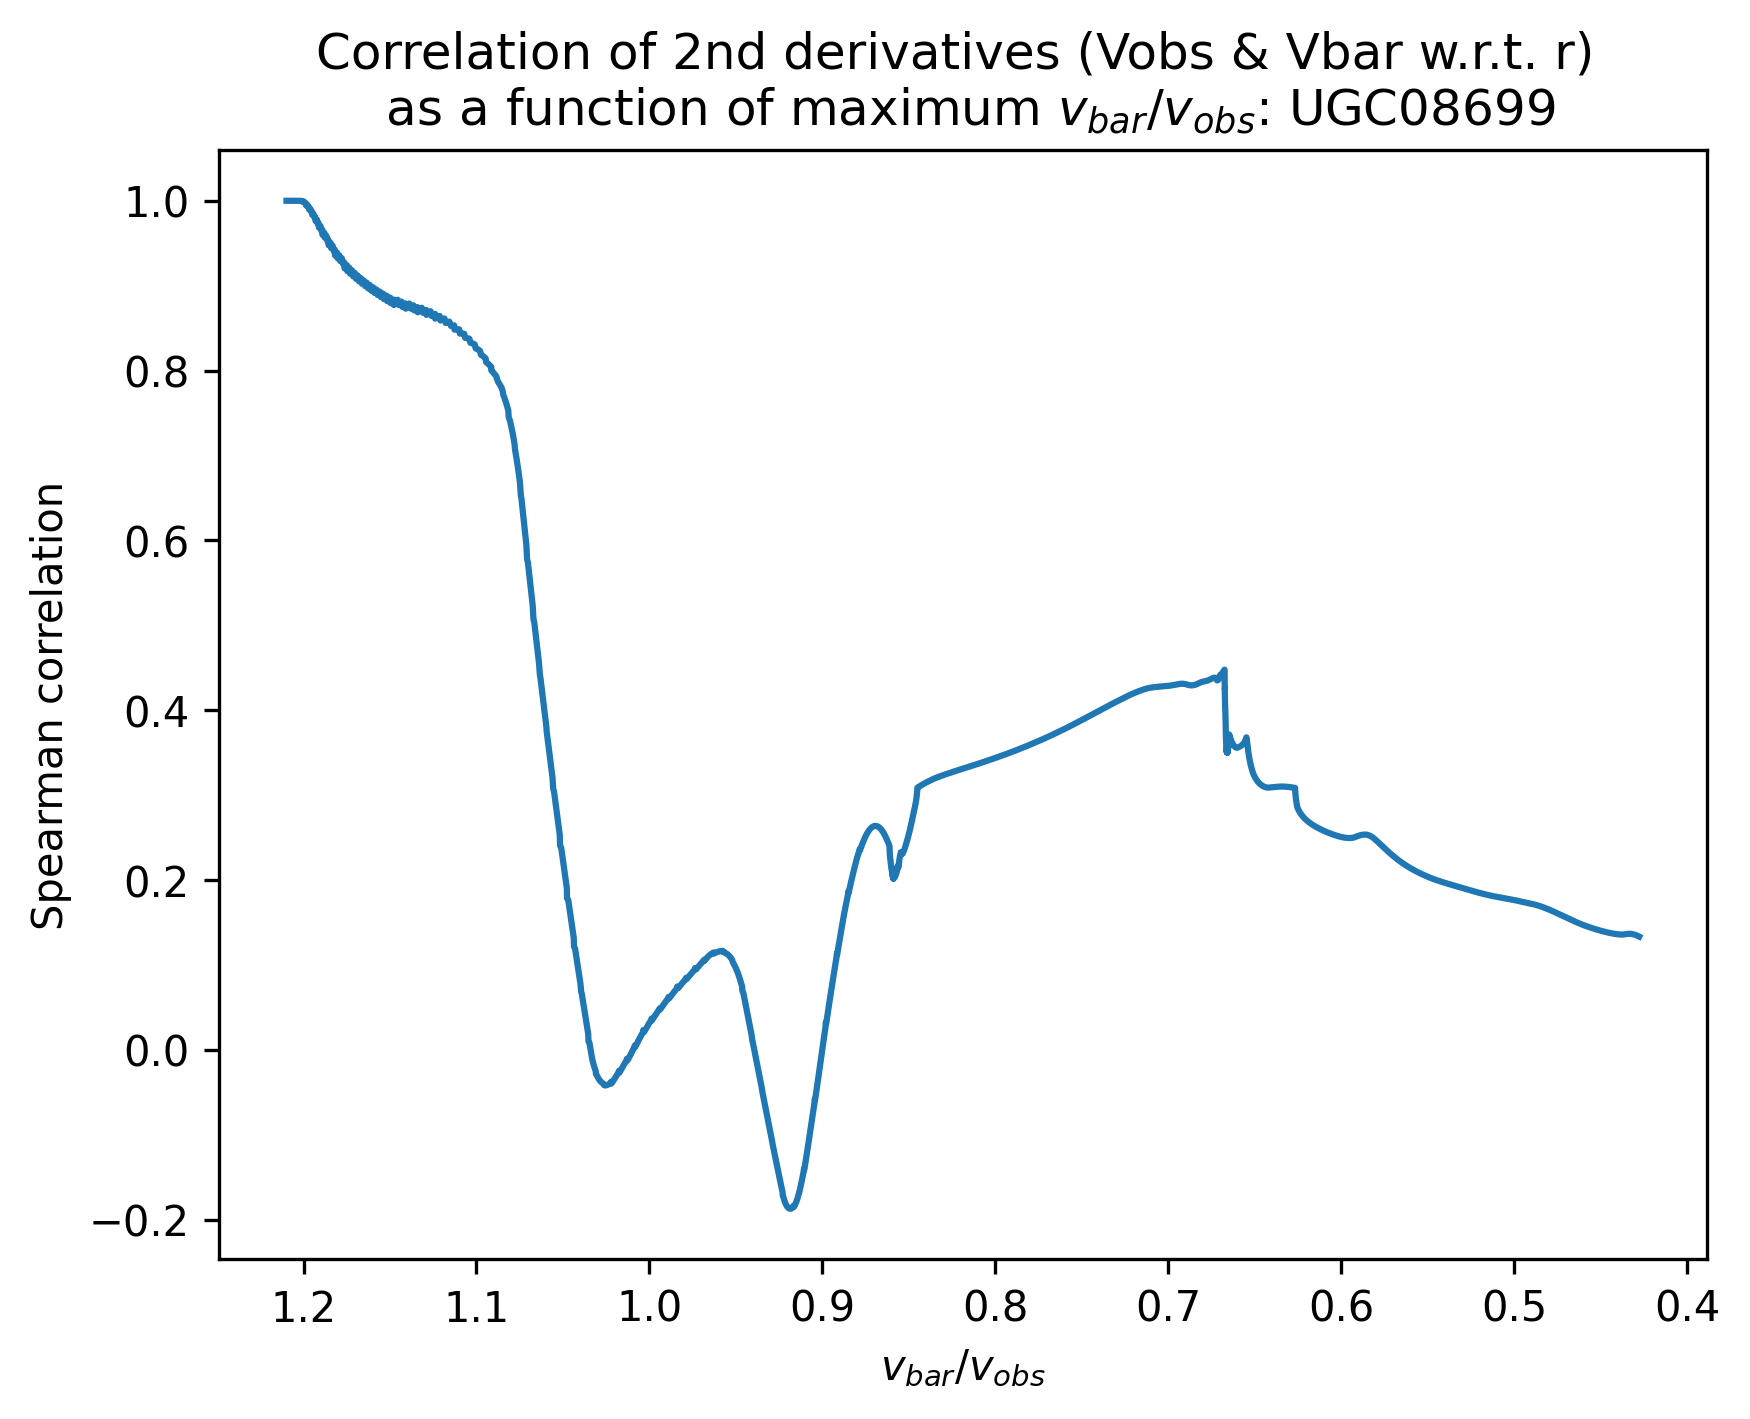 Correlation of 2nd derivatives (Vobs & Vbar w.r.t. r)
as a function of maximum v_bar/v_obs: UGC08699
1.0
0.8
0.6
0.4
0.2
0.0
−0.2
Spearman correlation
1.2 1.1 1.0 0.9 0.8 0.7 0.6 0.5 0.4
v_bar/v_obs